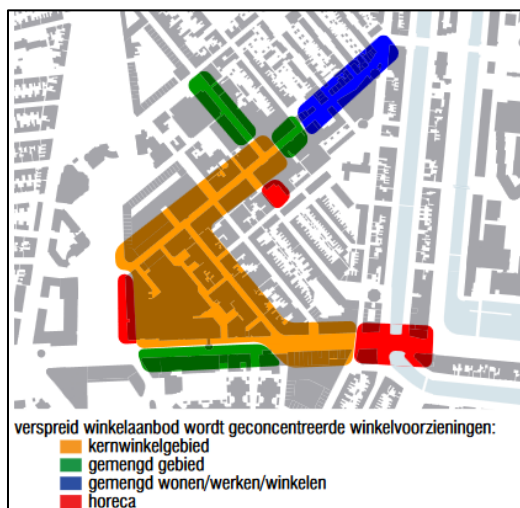 verspreid winkelaanbod wordt geconcentreerde winkelvoorzieningen:
kernwinkelgebied
gemengd gebied
gemengd wonen/werken/winkelen
horeca